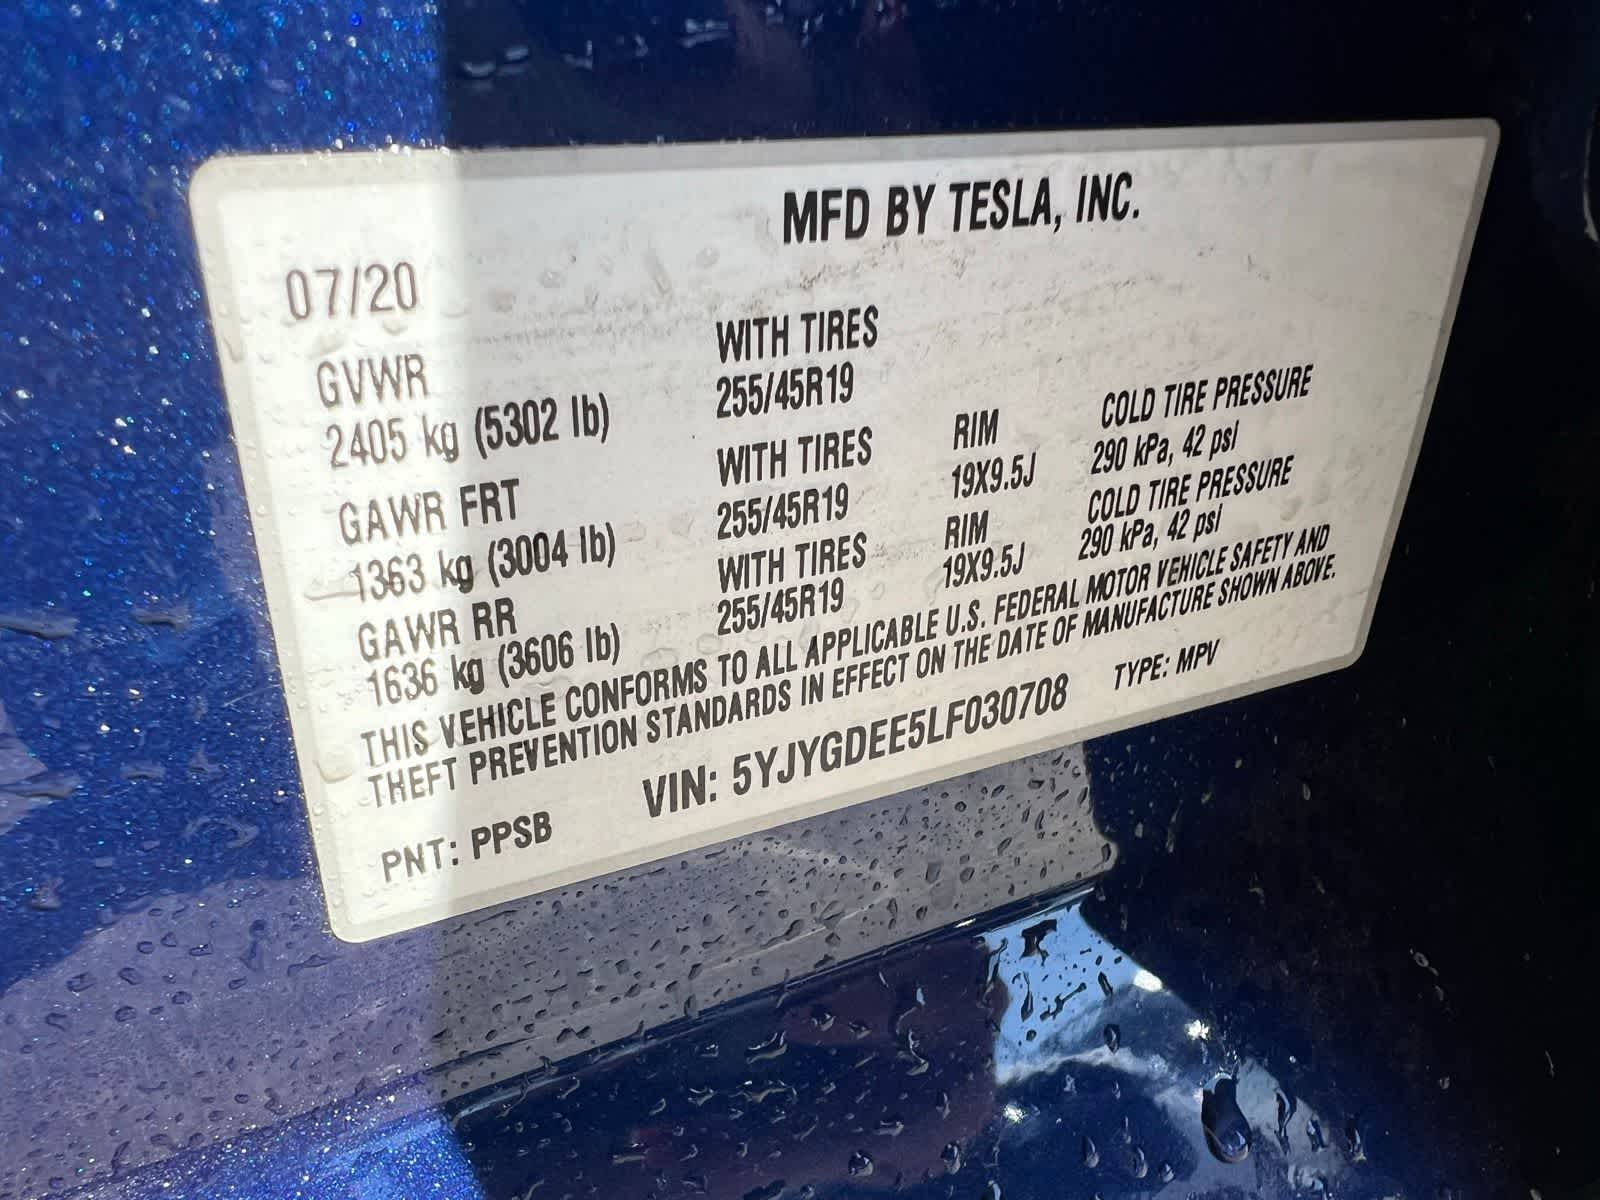 MFD BY TESLA, INC.
07/20
GVWR WITH TIRES
2405 kg (5302 lb) 255/45R19
GAWR FRT WITH TIRES RIM COLD TIRE PRESSURE
1363 kg (3004 lb) 255/45R19 19X9.5J 290 kPa, 42 psi
GAWR RR WITH TIRES RIM COLD TIRE PRESSURE
1636 kg (3606 lb) 255/45R19 19X9.5J 290 kPa, 42 psi
THIS VEHICLE CONFORMS TO ALL APPLICABLE U.S. FEDERAL MOTOR VEHICLE SAFETY AND
THEFT PREVENTION STANDARDS IN EFFECT ON THE DATE OF MANUFACTURE SHOWN ABOVE.
PNT: PPSB VIN: 5YJYGDEE5LF030708 TYPE: MPV